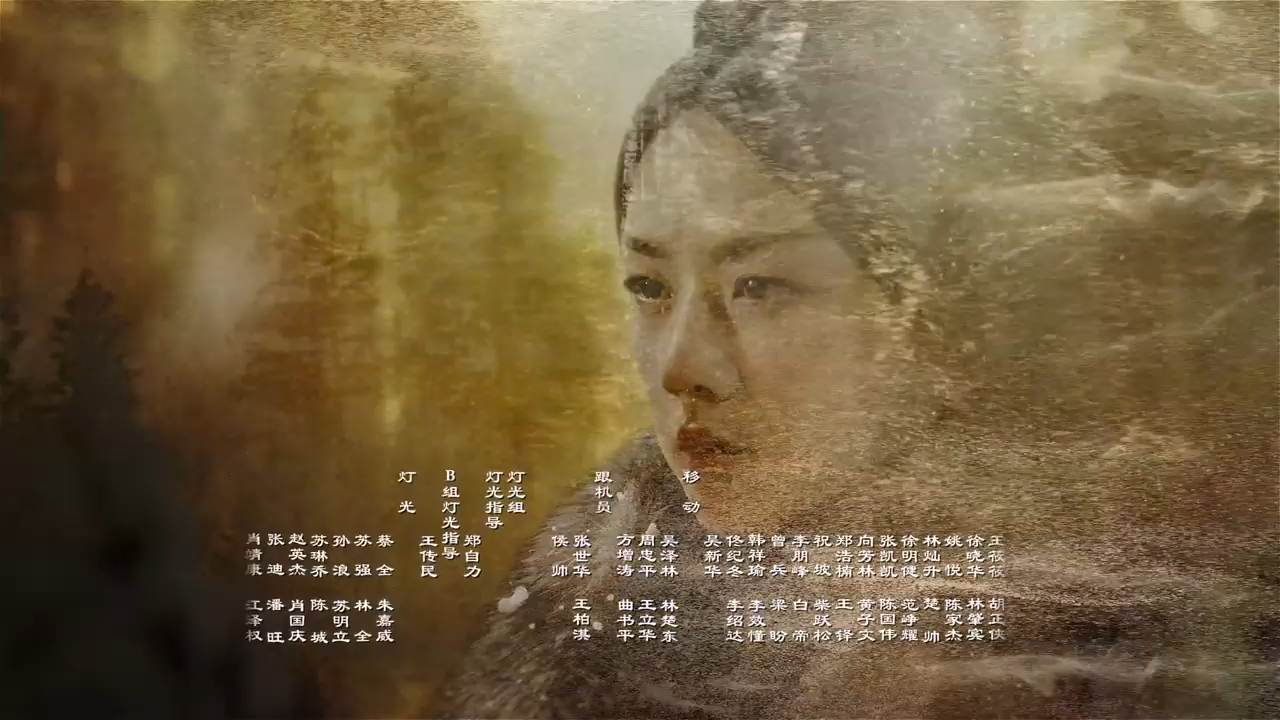 移动
跟机员
灯光组
灯光指导
B组灯光指导
灯光
王筱筱
徐晓华
姚悦
林灿升
徐明健
张凯凯
向芳林
郑浩楠
祝坡
李朋峰
曾兵
韩祥瑜
佟纪冬
吴新华
吴泽林
周忠平
方增涛
张世华
侯帅
郑自力
王传民
蔡全
苏强
孙浪
苏琳乔
赵英杰
张迪
肖靖康
胡正侠
林肇宾
陈家杰
楚帅
范峥耀
陈国伟
黄子文
王锋
柴跃松
白帝
梁盼
李效懂
李绍达
林楚东
王立华
曲书平
王柏湛
朱嘉威
林全
苏明立
陈城
肖国庆
潘旺
江泽权